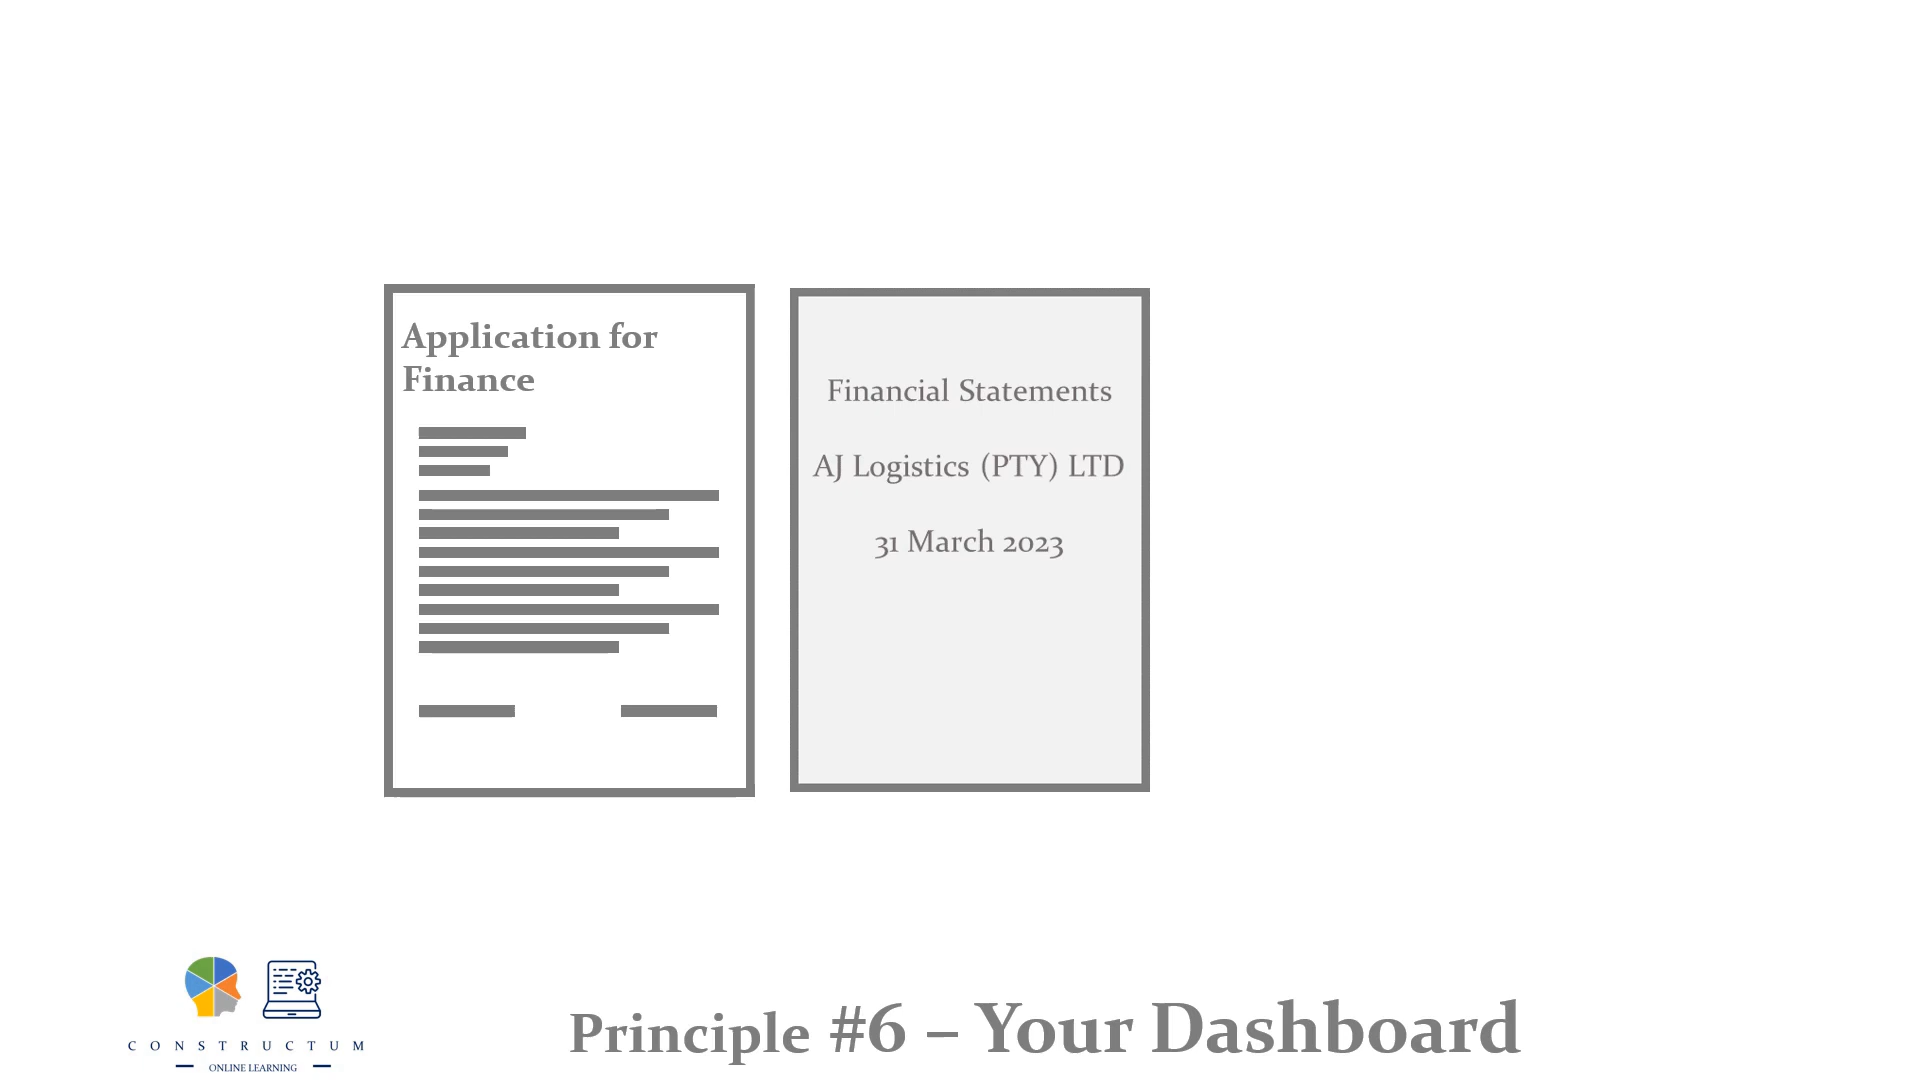 Application for
Finance
Financial Statements
AJ Logistics (PTY) LTD
31 March 2023
CONSTRUCTUM
ONLINE LEARNING
Principle #6 – Your Dashboard